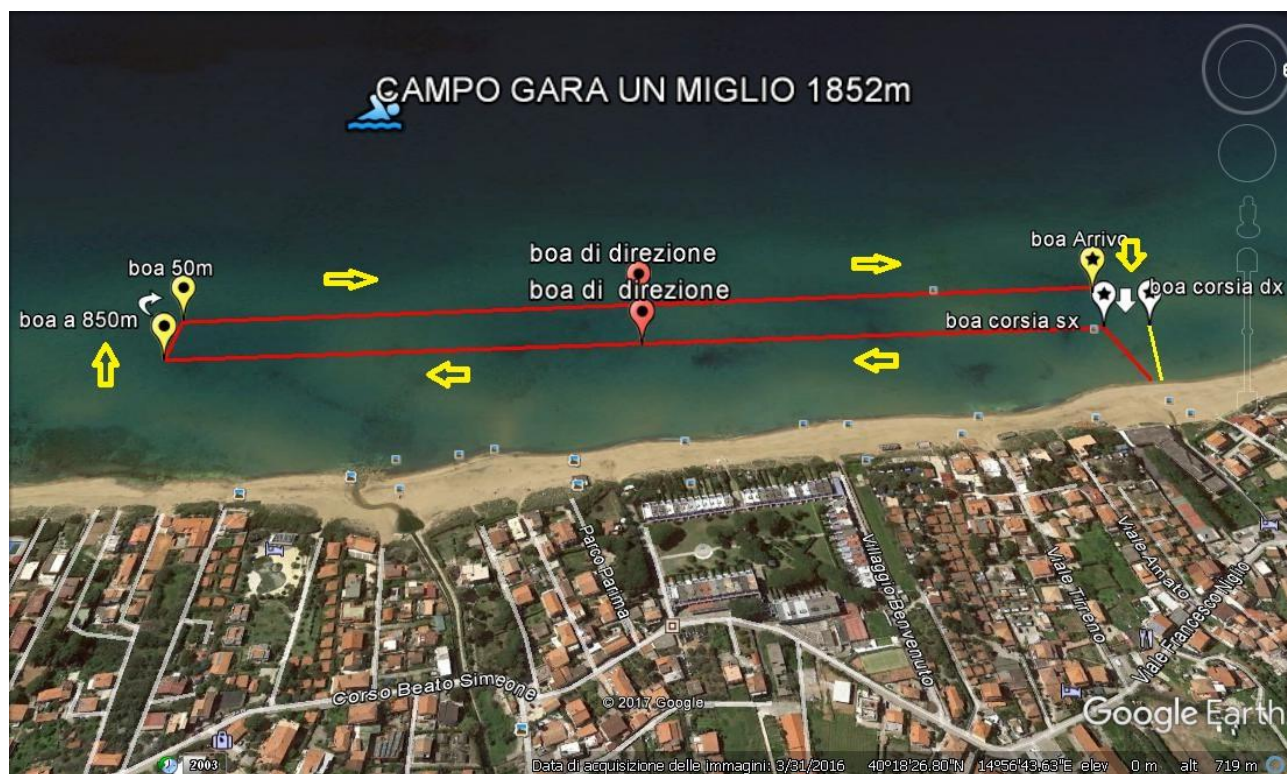 CAMPO GARA UN MIGLIO 1852m
boa di direzione
boa Arrivo
boa 50m
boa di direzione
boa corsia dx
boa a 850m
boa corsia sx
Parco Parima
Villaggio Benvenuto
Viale Tirreno
Viale Amato
Viale Francesco Niglio
Corso Beato Simeone
© 2017 Google
Google Earth
2003
Data di acquisizione delle immagini: 3/31/2016 40°18'26.80"N 14°56'43.63"E elev 0 m alt 719 m